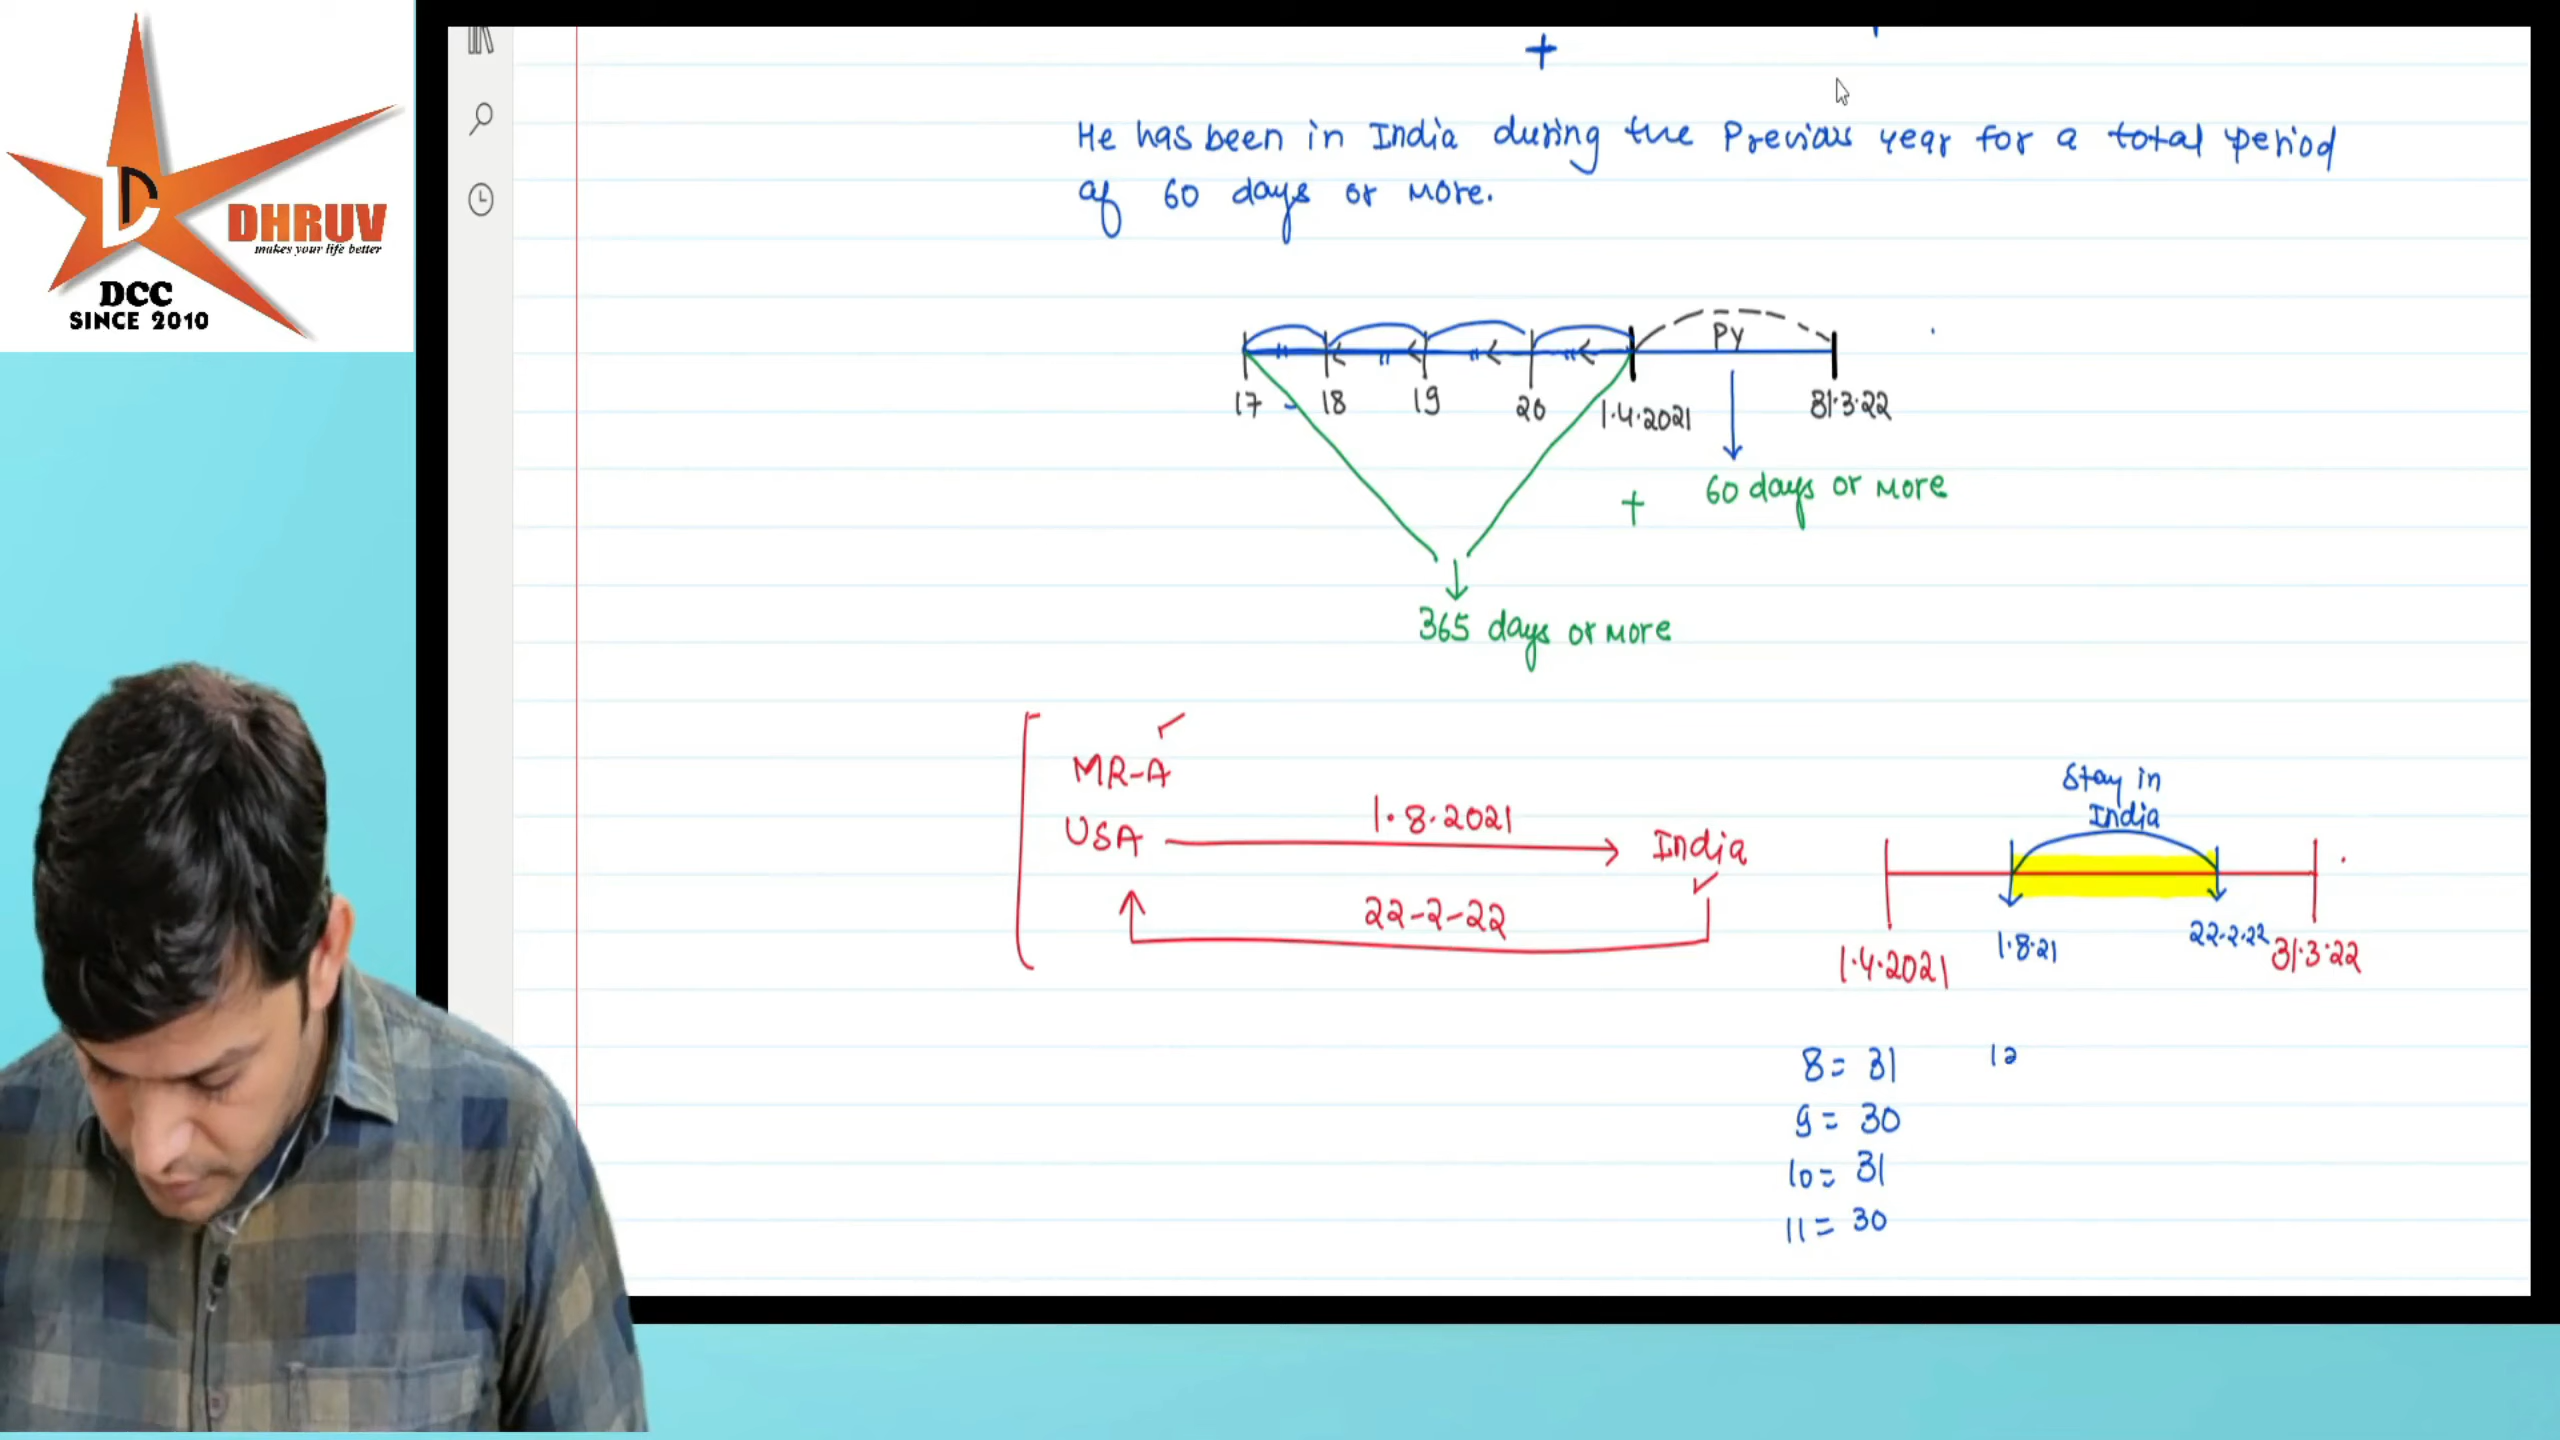 DHRUV
makes your life better
DCC
SINCE 2010
+
He has been in India during the Previous year for a total period
of 60 days or more.
PY
17 18 19 20 1.4.2021 31.3.22
+ 60 days or more
365 days or more
MR-A
USA 1.8.2021 India
22-2-22
Stay in
India
1.4.2021 1.8.21 22.2.22 31.3.22
8 = 31 12
9 = 30
10 = 31
11 = 30